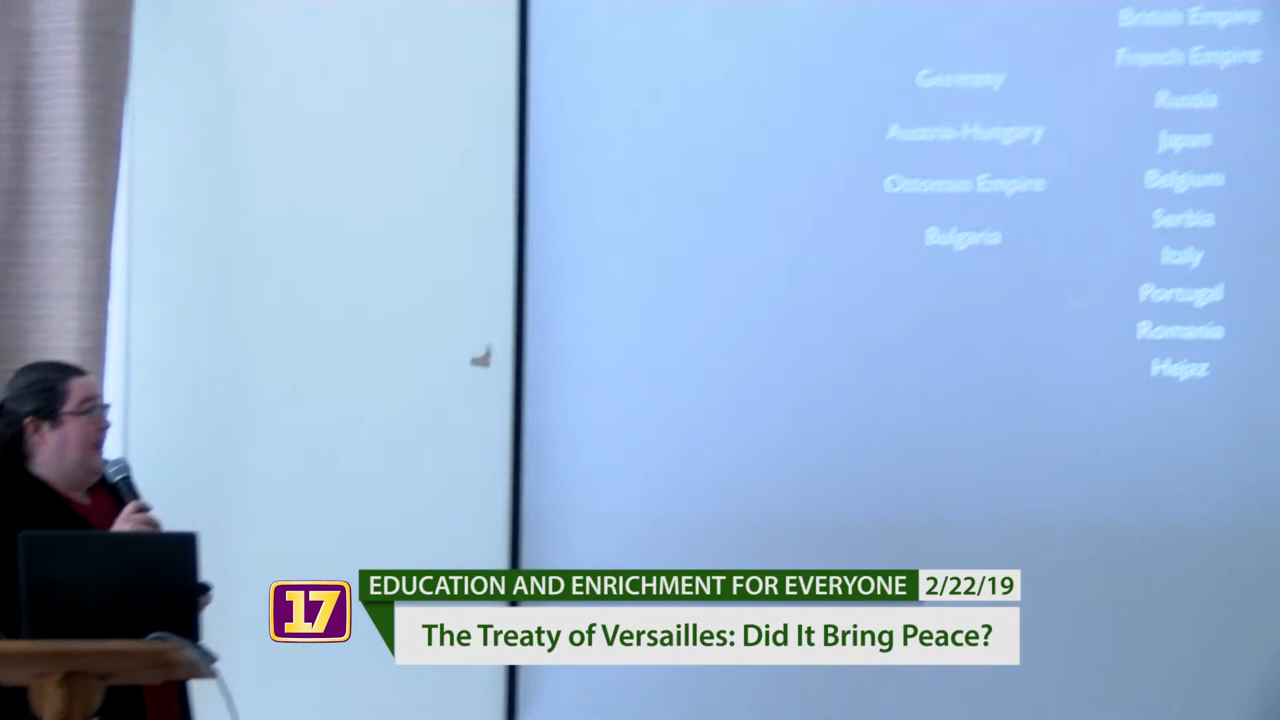 British Empire
French Empire
Russia
Japan
Belgium
Serbia
Italy
Portugal
Romania
Hejaz
Germany
Austria-Hungary
Ottoman Empire
Bulgaria
17
EDUCATION AND ENRICHMENT FOR EVERYONE 2/22/19
The Treaty of Versailles: Did It Bring Peace?